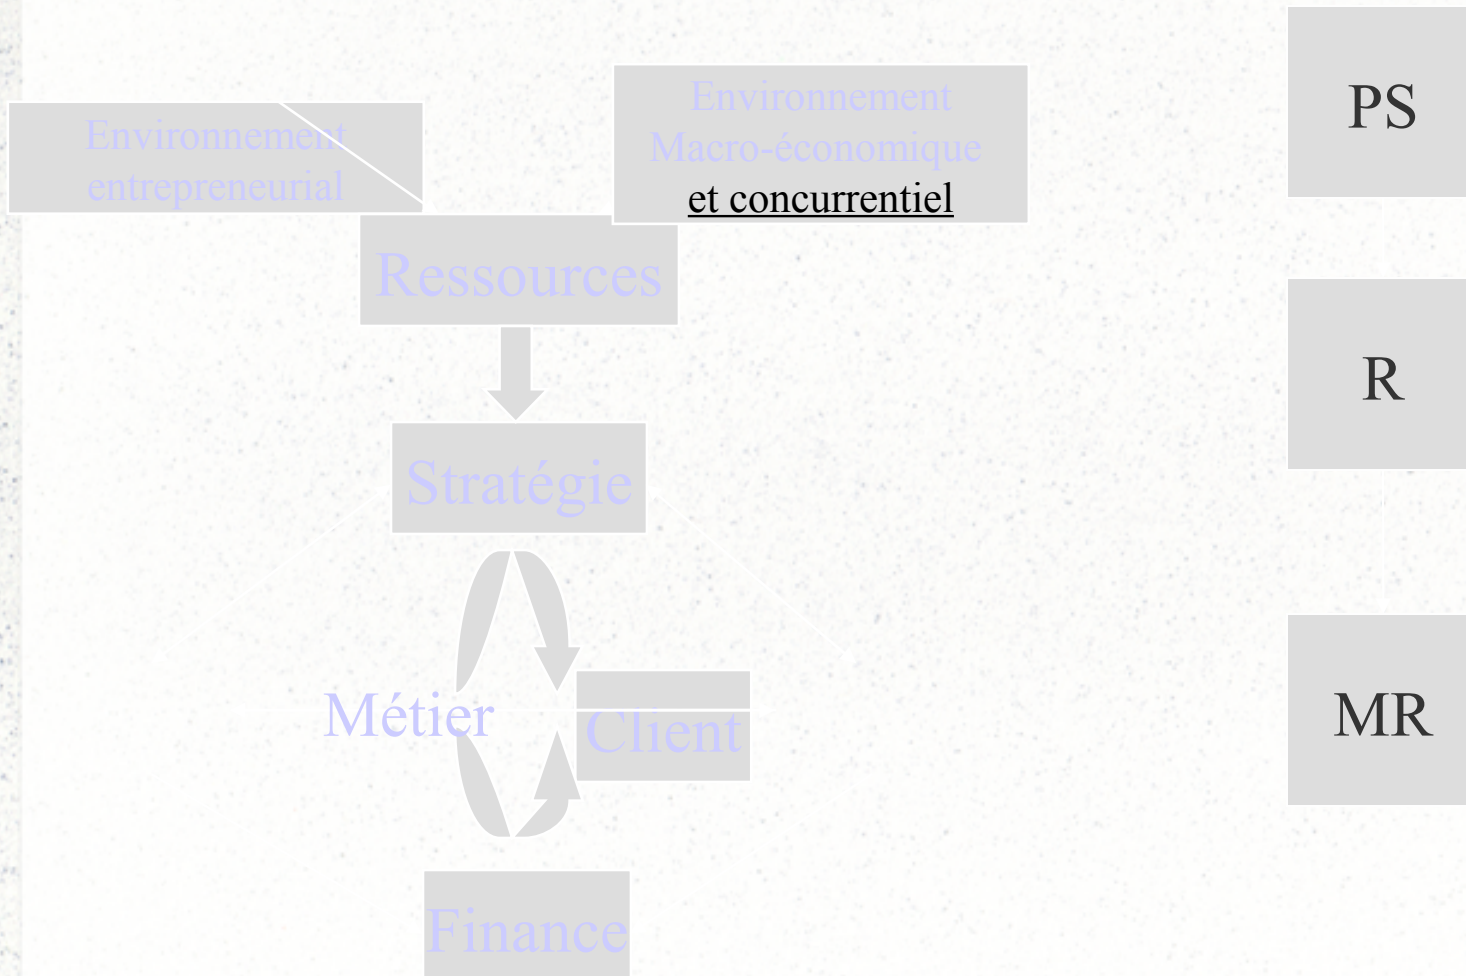 Environnement
entrepreneurial
Environnement
Macro-économique
et concurrentiel
Ressources
Stratégie
Métier
Client
Finance
PS
R
MR